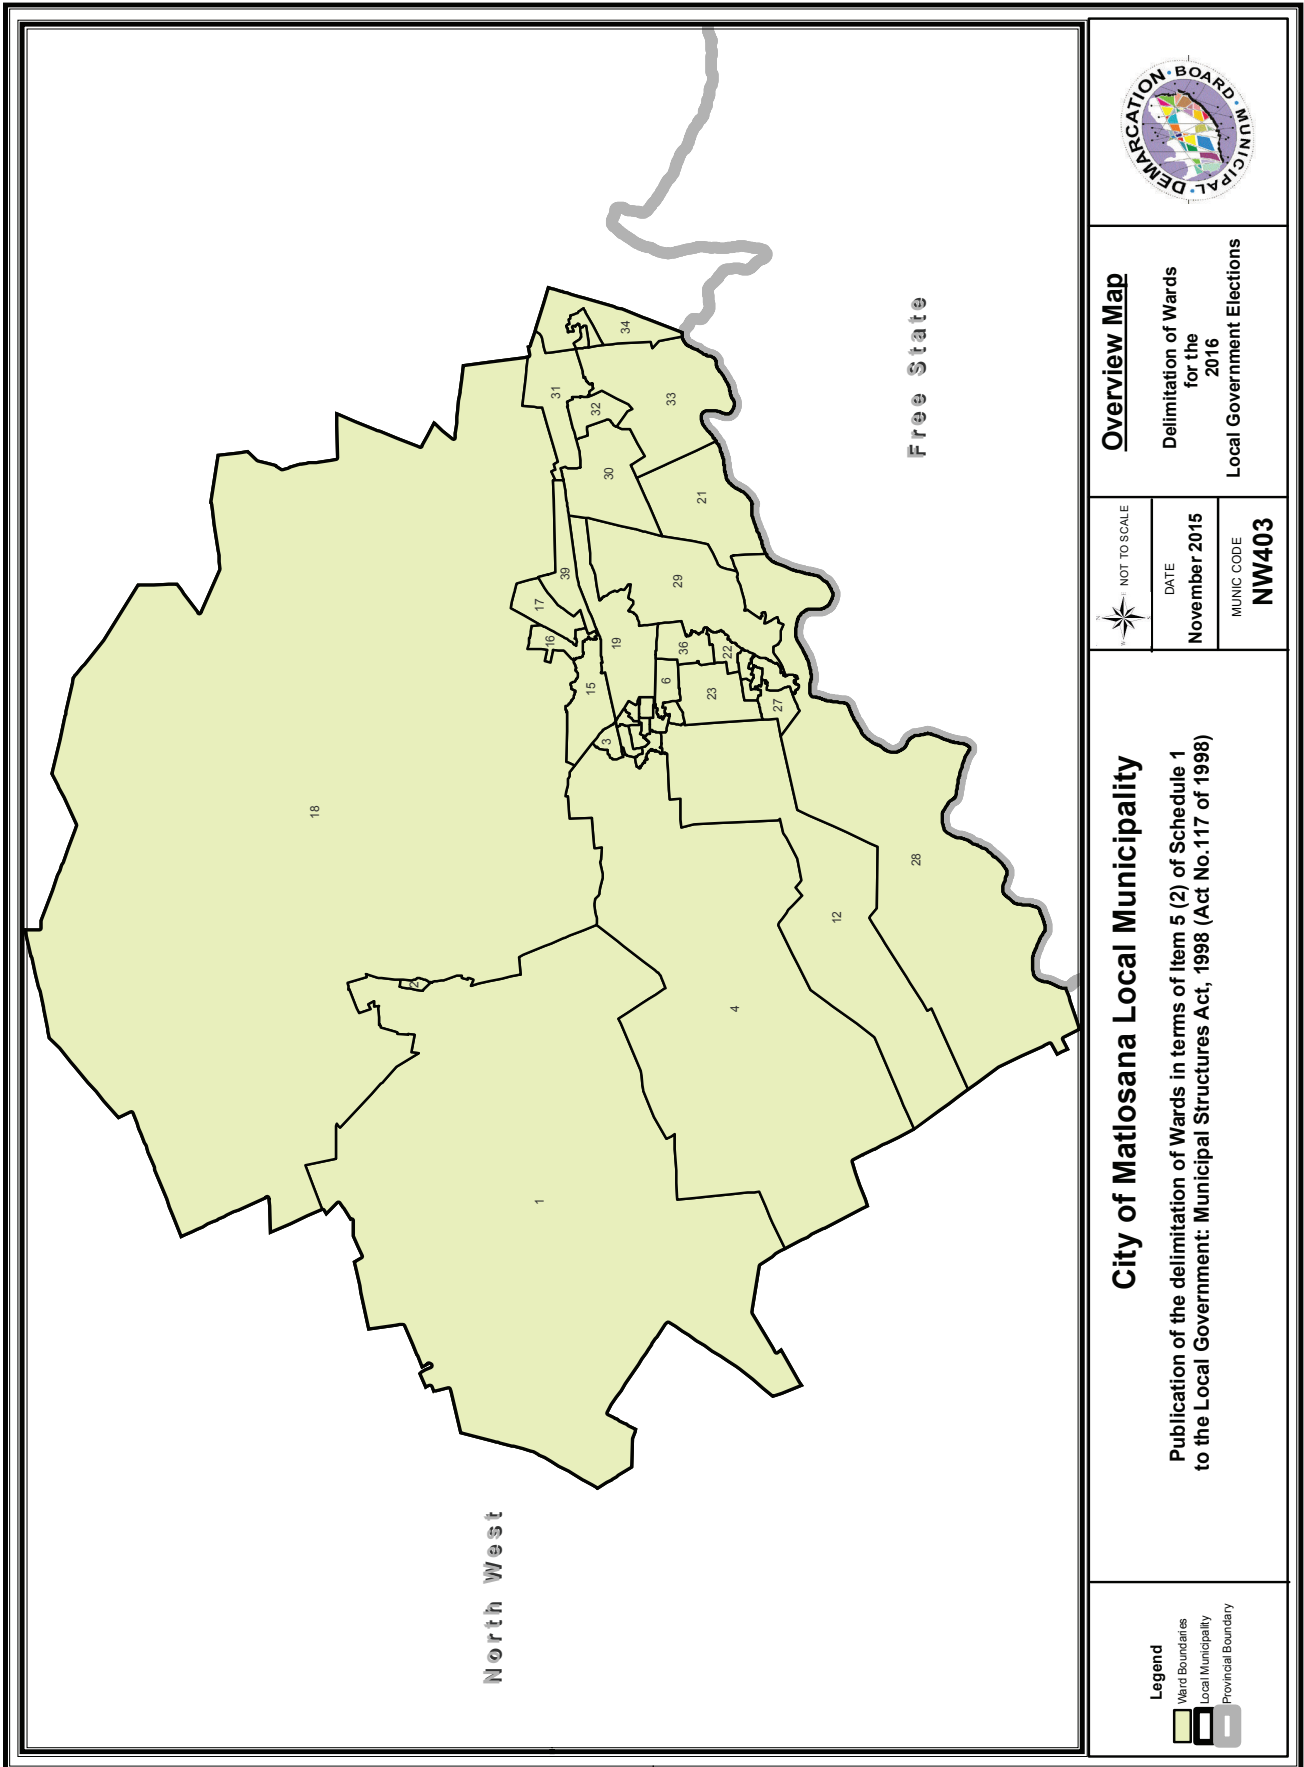 North West
Free State
18
1
2
4
12
28
3
15
16
17
39
19
6
36
22
23
27
29
30
31
32
33
34
21
Legend
Ward Boundaries
Local Municipality
Provincial Boundary
City of Matlosana Local Municipality
Publication of the delimitation of Wards in terms of Item 5 (2) of Schedule 1
to the Local Government: Municipal Structures Act, 1998 (Act No.117 of 1998)
N
W
E
S
NOT TO SCALE
DATE
November 2015
MUNIC CODE
NW403
Overview Map
Delimitation of Wards
for the
2016
Local Government Elections
MUNICIPAL · DEMARCATION · BOARD